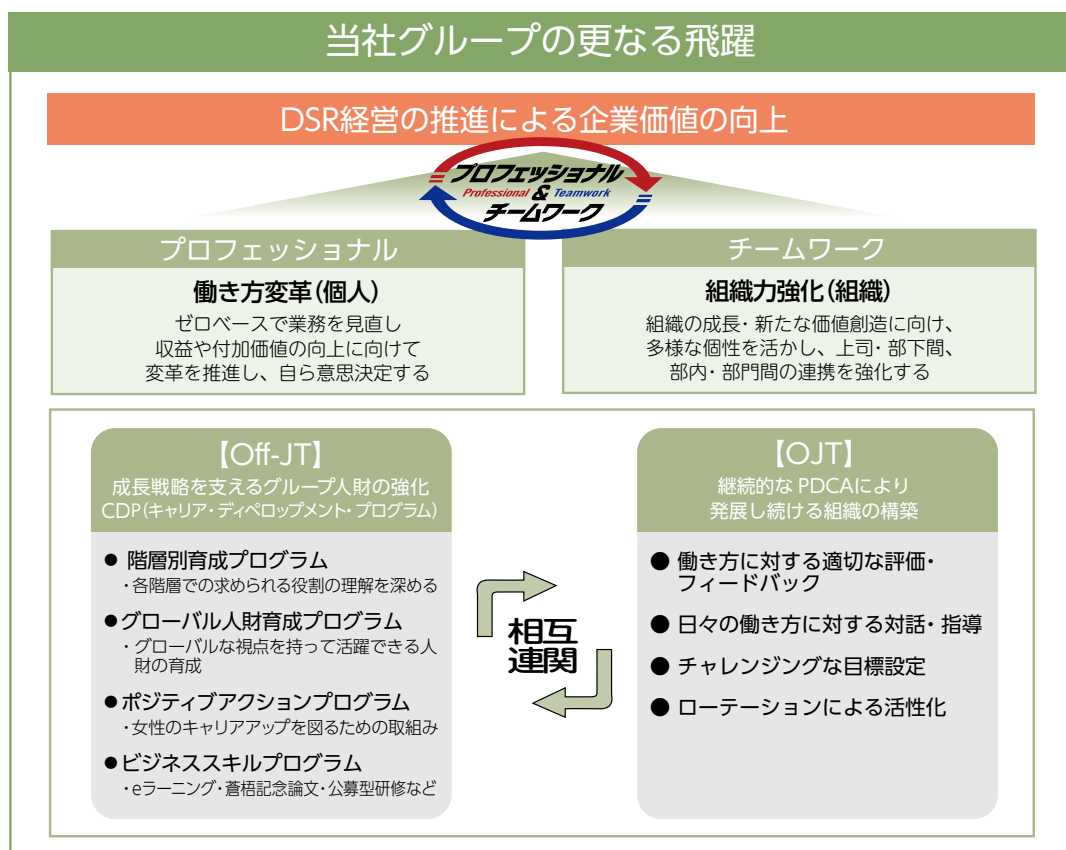 当社グループの更なる飛躍
DSR経営の推進による企業価値の向上
プロフェッショナル
Professional & Teamwork
チームワーク
プロフェッショナル
働き方変革(個人)
ゼロベースで業務を見直し
収益や付加価値の向上に向けて
変革を推進し、自ら意思決定する
チームワーク
組織力強化(組織)
組織の成長・新たな価値創造に向け、
多様な個性を活かし、上司・部下間、
部内・部門間の連携を強化する
【Off-JT】
成長戦略を支えるグループ人財の強化
CDP(キャリア・ディベロップメント・プログラム)
● 階層別育成プログラム
・各階層での求められる役割の理解を深める
●グローバル人財育成プログラム
・グローバルな視点を持って活躍できる人
財の育成
●ポジティブアクションプログラム
・女性のキャリアアップを図るための取組み
●ビジネススキルプログラム
・eラーニング・蒼梧記念論文・公募型研修など
相互
連関
【OJT】
継続的な PDCAにより
発展し続ける組織の構築
● 働き方に対する適切な評価・
フィードバック
● 日々の働き方に対する対話・指導
● チャレンジングな目標設定
● ローテーションによる活性化